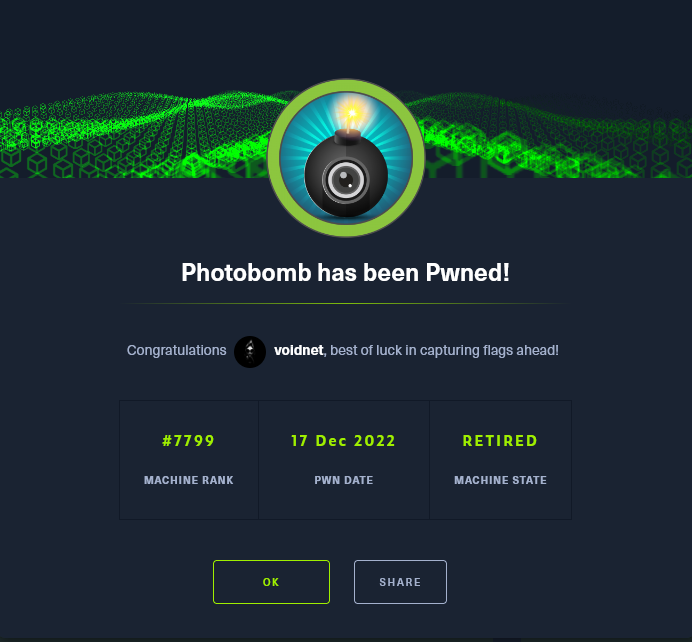 Photobomb has been Pwned!
Congratulations voidnet, best of luck in capturing flags ahead!
#7799 17 Dec 2022 RETIRED
MACHINE RANK PWN DATE MACHINE STATE
OK SHARE